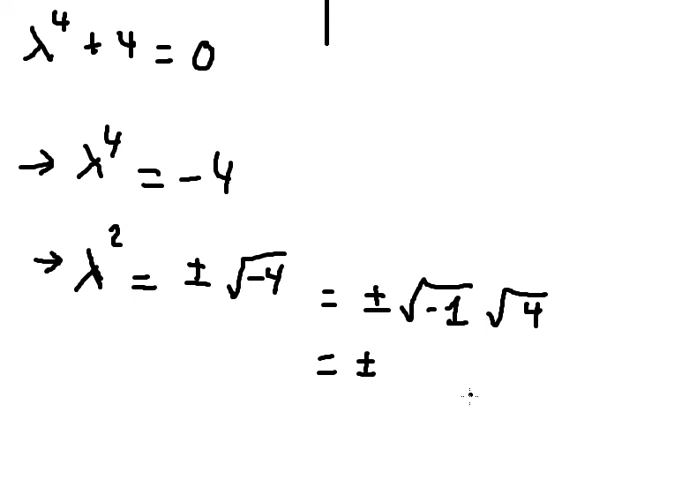 λ⁴ + 4 = 0
→ λ⁴ = -4
→ λ² = ± √-4 = ± √-1 √4
= ±